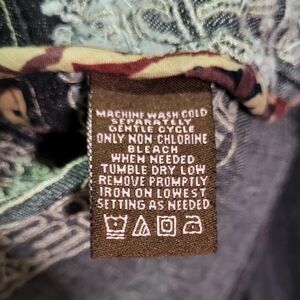 MACHINE WASH COLD
SEPARATELY
GENTLE CYCLE
ONLY NON-CHLORINE
BLEACH
WHEN NEEDED
TUMBLE DRY LOW
REMOVE PROMPTLY
IRON ON LOWEST
SETTING AS NEEDED